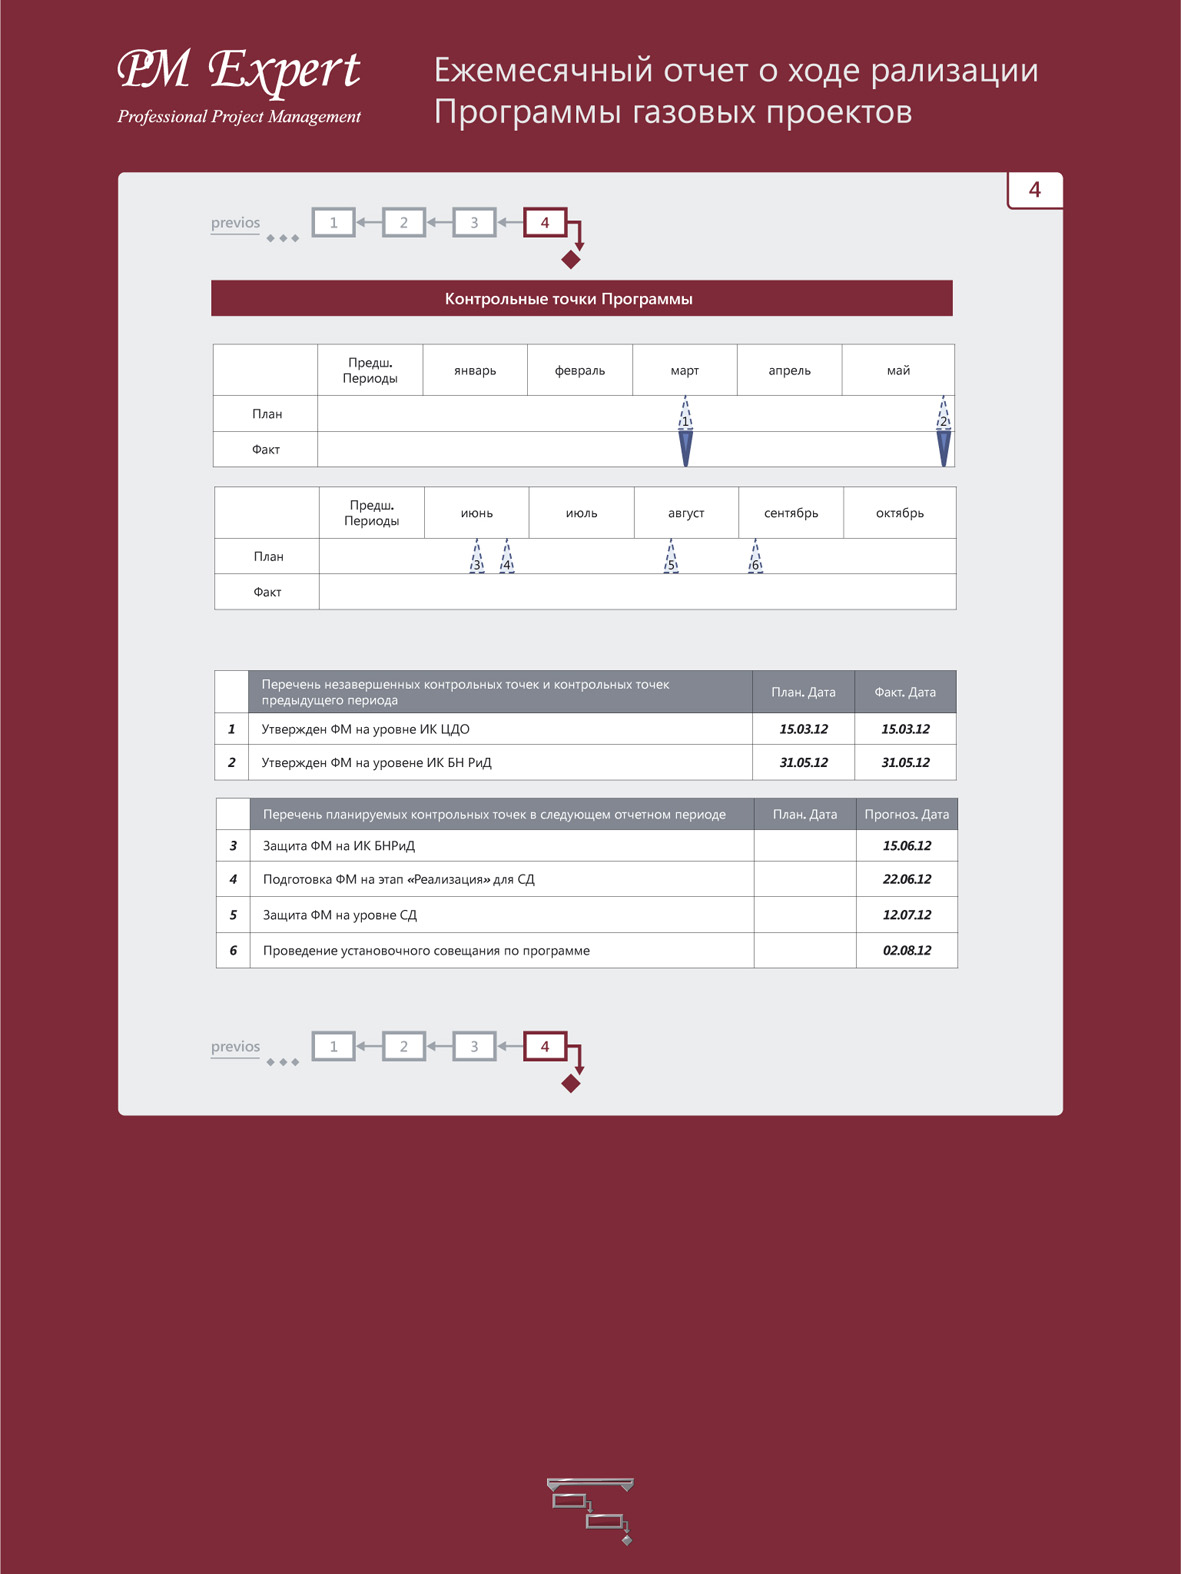 PM Expert
Professional Project Management
Ежемесячный отчет о ходе рализации
Программы газовых проектов
4
previos 1 2 3 4
Контрольные точки Программы
Предш. Периоды январь февраль март апрель май
План 1 2
Факт
Предш. Периоды июнь июль август сентябрь октябрь
План 3 4 5 6
Факт
Перечень незавершенных контрольных точек и контрольных точек
предыдущего периода План. Дата Факт. Дата
1 Утвержден ФМ на уровне ИК ЦДО 15.03.12 15.03.12
2 Утвержден ФМ на уровене ИК БН РиД 31.05.12 31.05.12
Перечень планируемых контрольных точек в следующем отчетном периоде План. Дата Прогноз. Дата
3 Защита ФМ на ИК БНРиД 15.06.12
4 Подготовка ФМ на этап «Реализация» для СД 22.06.12
5 Защита ФМ на уровне СД 12.07.12
6 Проведение установочного совещания по программе 02.08.12
previos 1 2 3 4